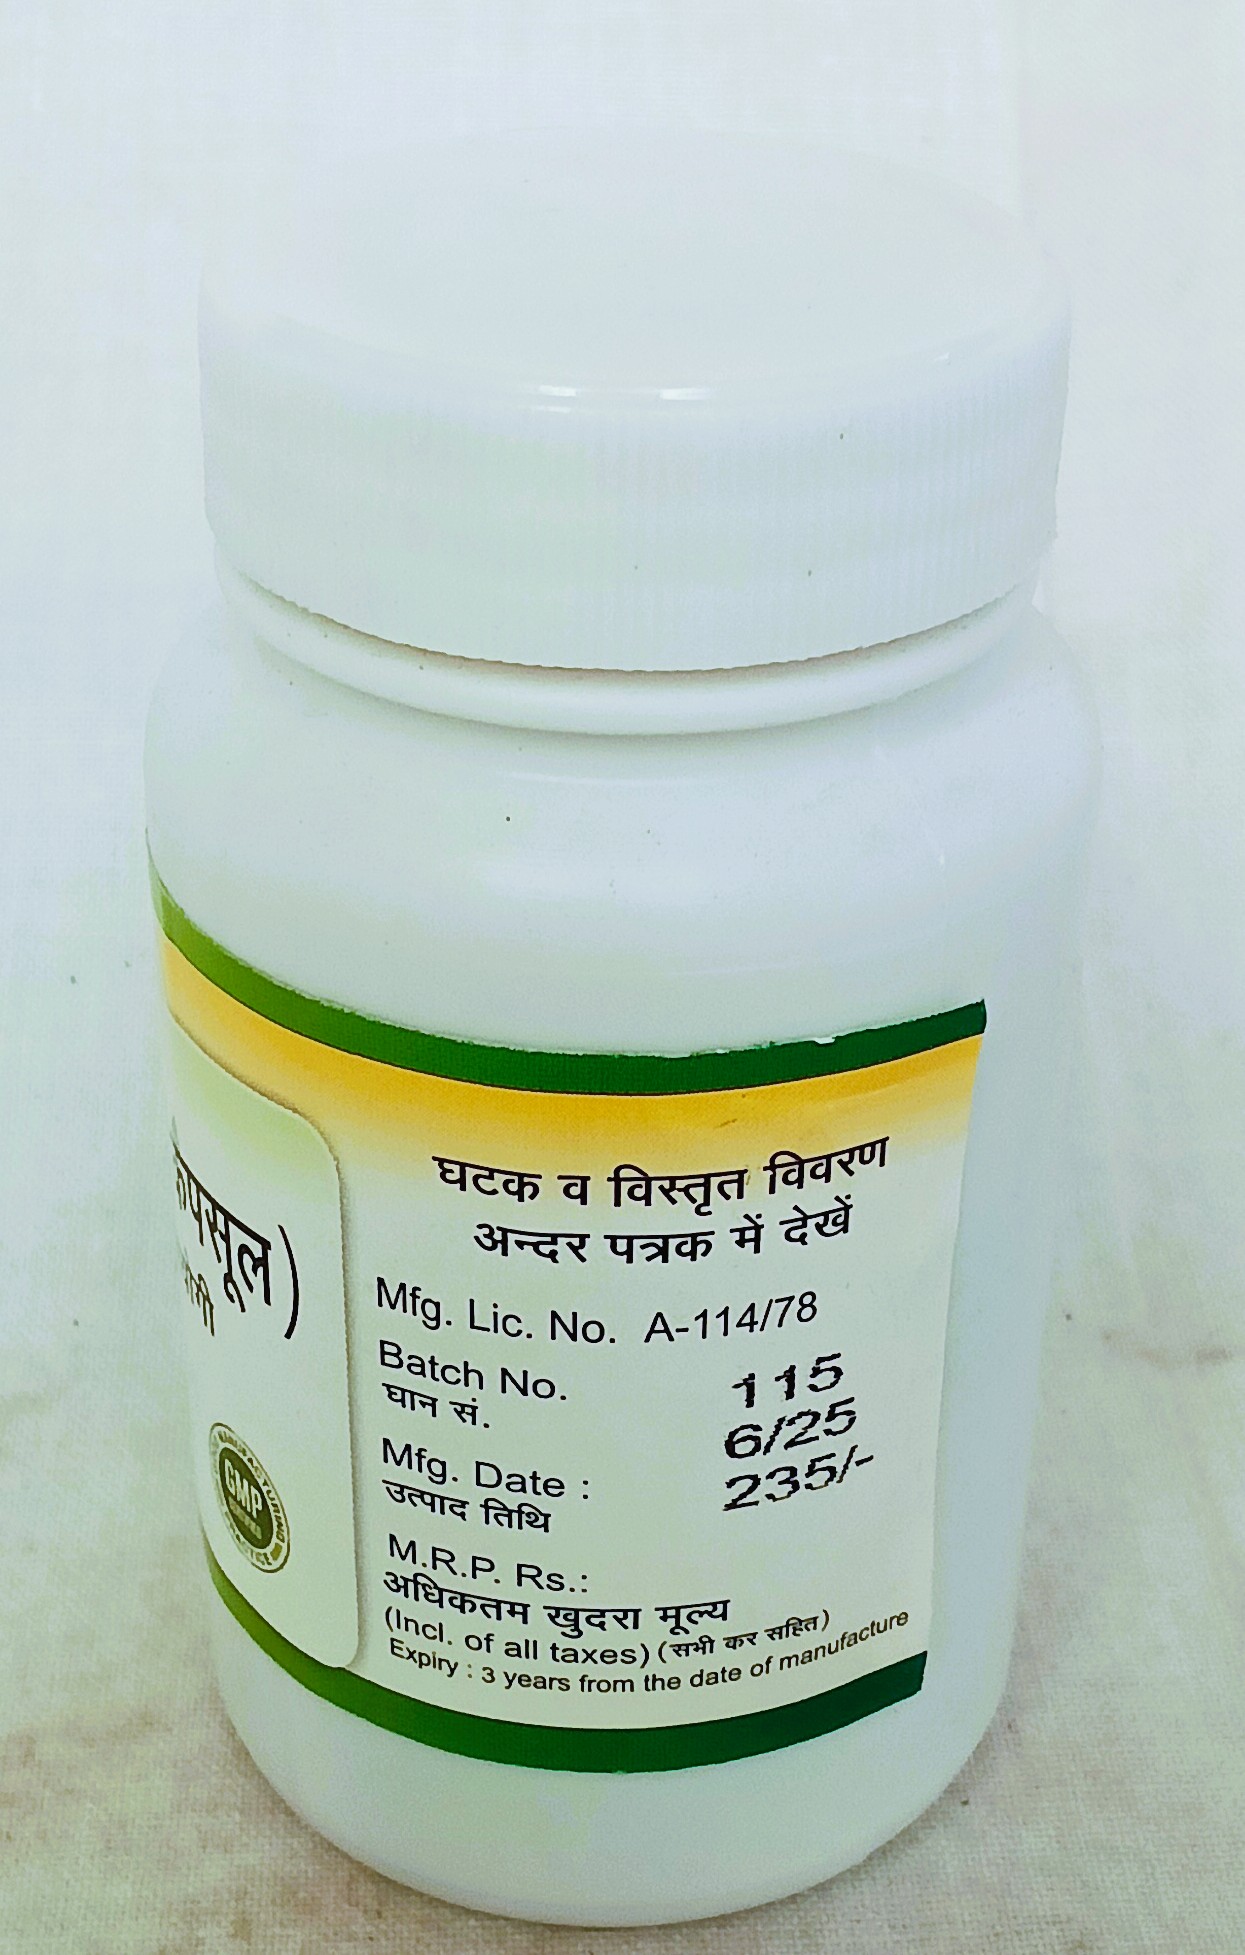 घटक व विस्तृत विवरण
अन्दर पत्रक में देखें
Mfg. Lic. No. A-114/78
Batch No. 115
घान सं.
6/25
Mfg. Date :
235/-
उत्पाद तिथि
M.R.P. Rs.:
अधिकतम खुदरा मूल्य
(Incl. of all taxes) (सभी कर सहित)
Expiry : 3 years from the date of manufacture
GMP